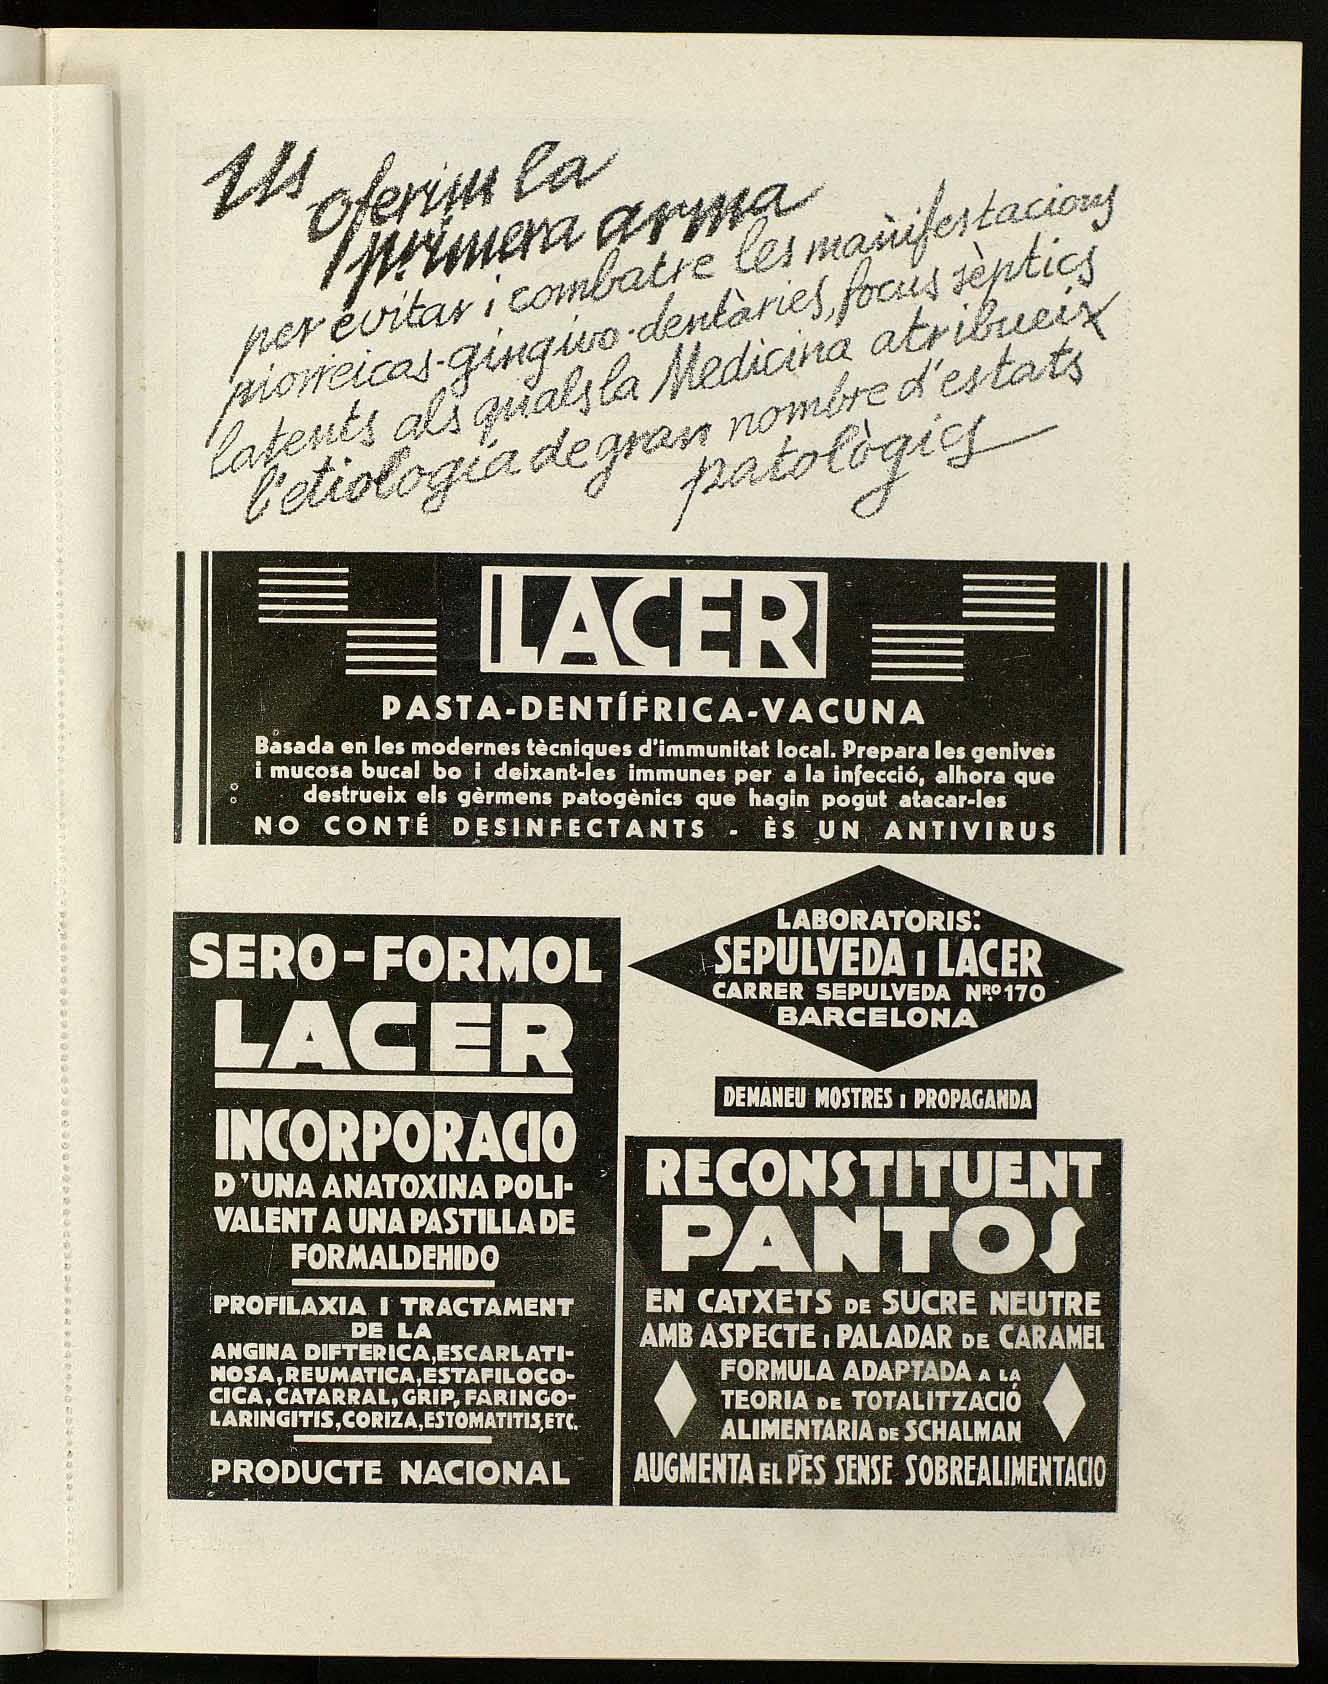 Us oferim la
primera arma
per evitar i combatre les manifestacions
piorreicas-gingivo-dentàries, focus sèptics
latents als quals la Medicina atribueix
l'etiologia de gran nombre d'estats
patològics
LACER
PASTA-DENTÍFRICA-VACUNA
Basada en les modernes tècniques d'immunitat local. Prepara les genives
i mucosa bucal bo i deixant-les immunes per a la infecció, alhora que
destrueix els gèrmens patogènics que hagin pogut atacar-les
NO CONTÉ DESINFECTANTS - ÈS UN ANTIVIRUS
LABORATORIS:
SEPULVEDA I LACER
CARRER SEPULVEDA Nro. 170
BARCELONA
DEMANEU MOSTRES I PROPAGANDA
SERO-FORMOL
LACER
INCORPORACIO
D'UNA ANATOXINA POLI-
VALENT A UNA PASTILLA DE
FORMALDEHIDO
PROFILAXIA I TRACTAMENT
DE LA
ANGINA DIFTERICA, ESCARLATI-
NOSA, REUMATICA, ESTAFILOCO-
CICA, CATARRAL, GRIP, FARINGO-
LARINGITIS, CORIZA, ESTOMATITIS, ETC.
PRODUCTE NACIONAL
RECONSTITUENT
PANTOS
EN CATXETS DE SUCRE NEUTRE
AMB ASPECTE I PALADAR DE CARAMEL
FORMULA ADAPTADA A LA
TEORIA DE TOTALITZACIÓ
ALIMENTARIA DE SCHALMAN
AUGMENTA EL PES SENSE SOBREALIMENTACIO